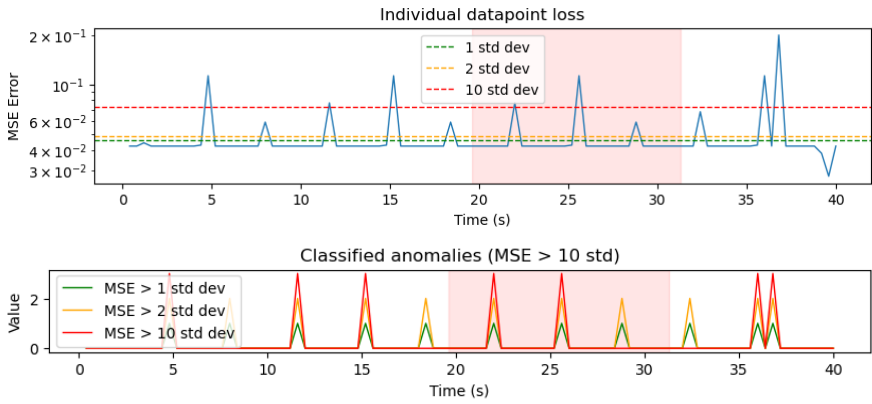 Individual datapoint loss
MSE Error
2 × 10⁻¹
10⁻¹
6 × 10⁻²
4 × 10⁻²
3 × 10⁻²
1 std dev
2 std dev
10 std dev
0 5 10 15 20 25 30 35 40
Time (s)
Classified anomalies (MSE > 10 std)
Value
2
0
MSE > 1 std dev
MSE > 2 std dev
MSE > 10 std dev
0 5 10 15 20 25 30 35 40
Time (s)